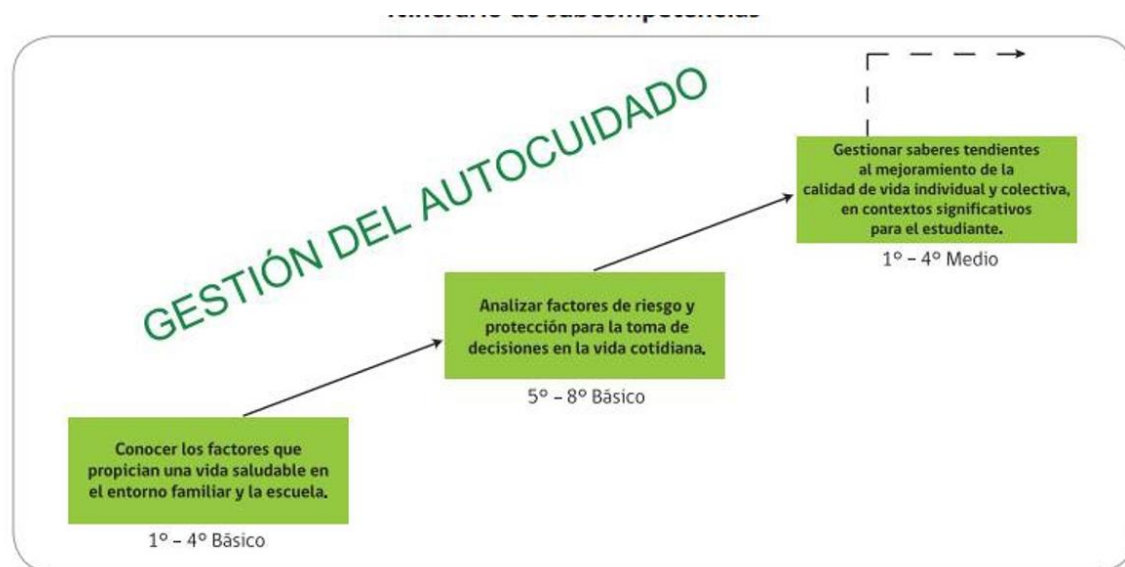 Itinerario de subcompetencias
GESTIÓN DEL AUTOCUIDADO
Gestionar saberes tendientes
al mejoramiento de la
calidad de vida individual y colectiva,
en contextos significativos
para el estudiante.
1° – 4° Medio
Analizar factores de riesgo y
protección para la toma de
decisiones en la vida cotidiana.
5° – 8° Básico
Conocer los factores que
propician una vida saludable en
el entorno familiar y la escuela.
1° – 4° Básico